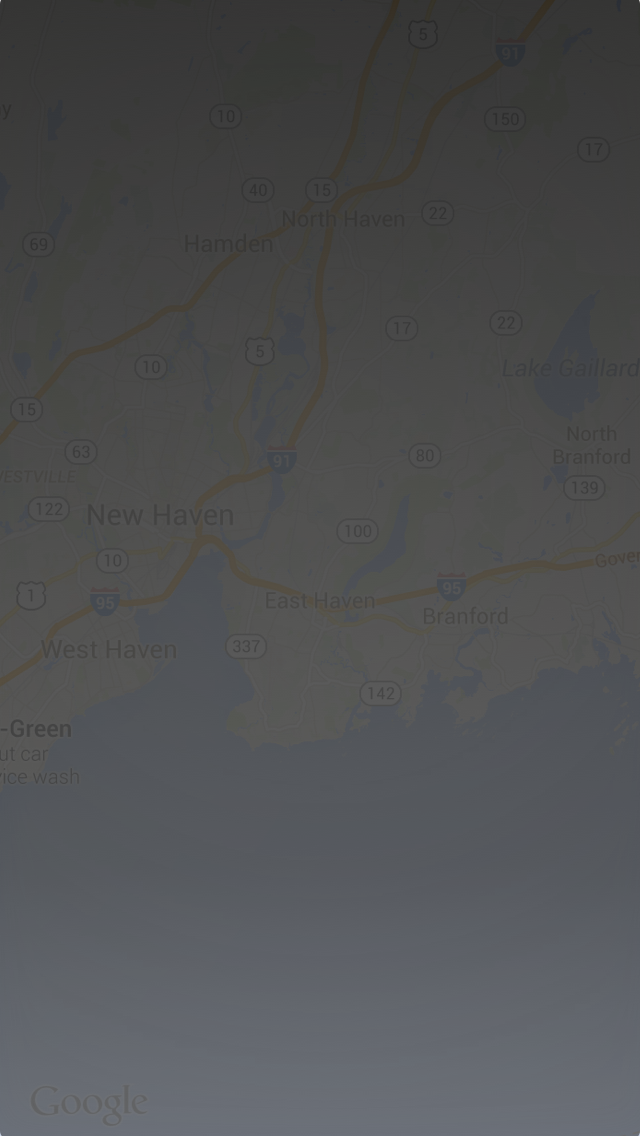 5
91
10
150
y
17
40
15
North Haven
22
69
Hamden
17
22
5
10
Lake Gaillard
15
North
Branford
63
91
80
ESTVILLE
139
122
New Haven
100
10
Gover
1
95
East Haven
95
Branford
West Haven
337
142
-Green
ut car
ice wash
Google